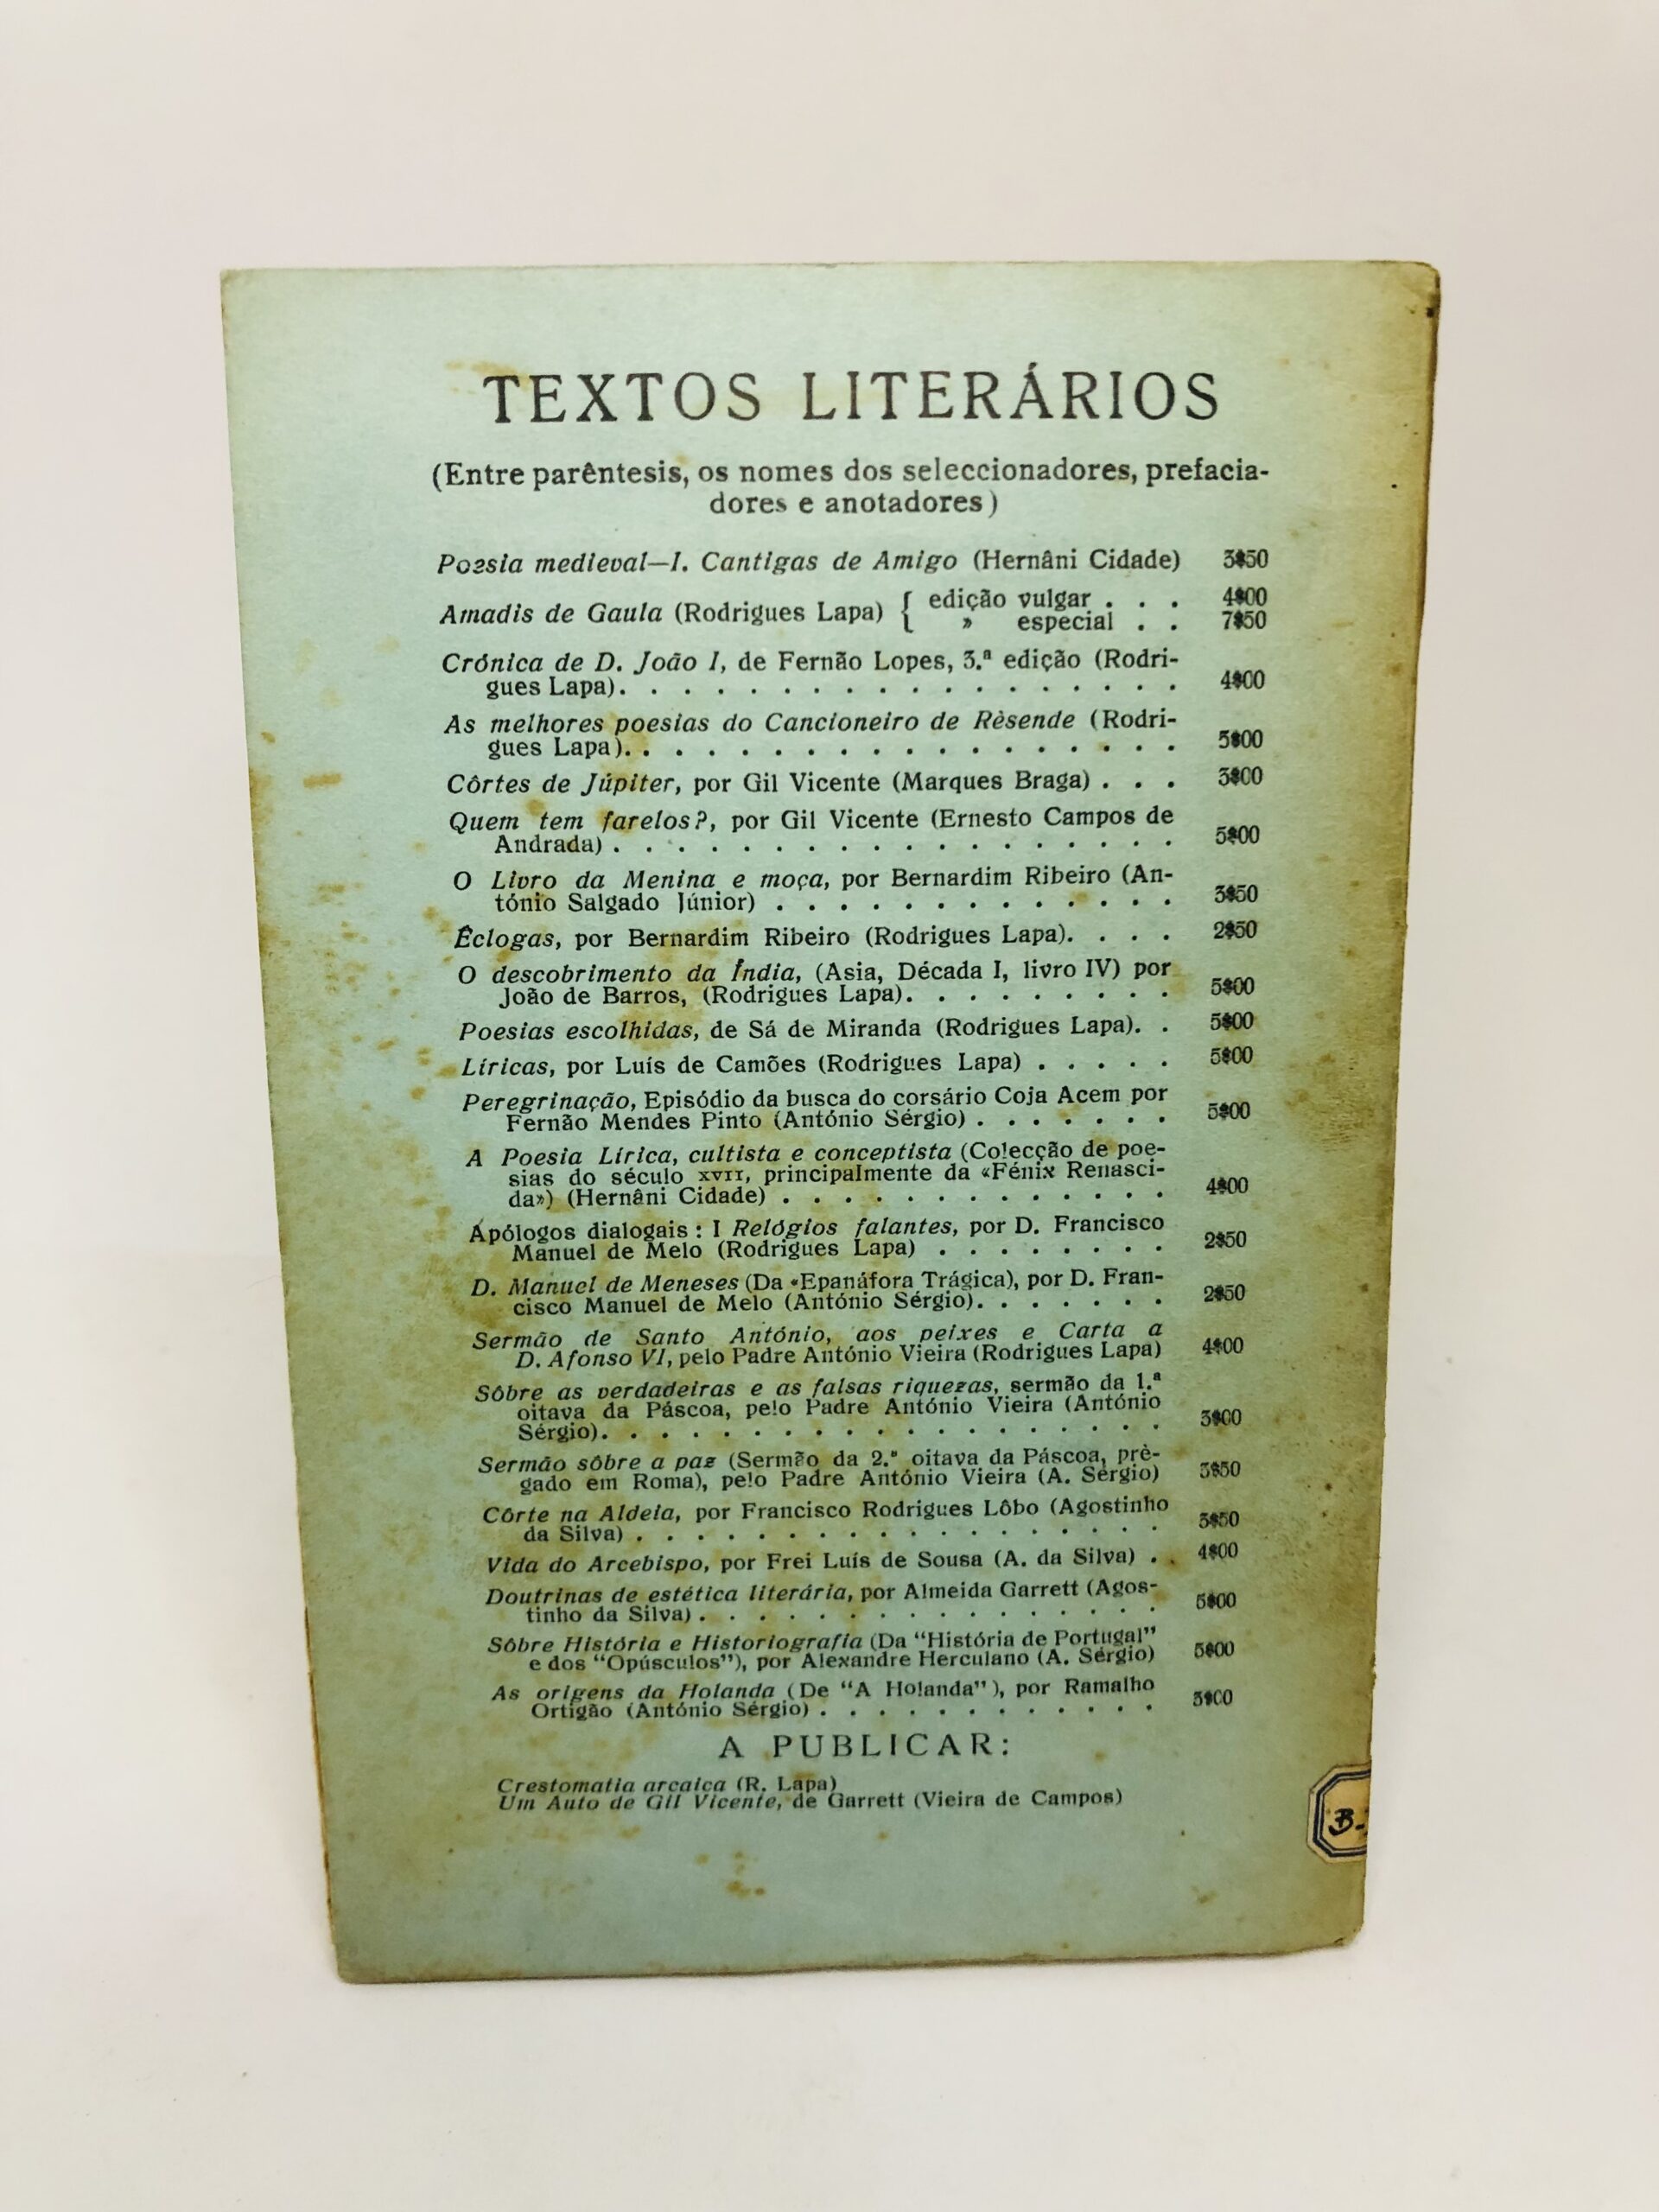 TEXTOS LITERÁRIOS
(Entre parêntesis, os nomes dos seleccionadores, prefacia-
dores e anotadores)
Poesia medieval—I. Cantigas de Amigo (Hernâni Cidade) 3$50
Amadis de Gaula (Rodrigues Lapa) { edição vulgar . . . 4$00
» especial . . 7$50
Crónica de D. João I, de Fernão Lopes, 3.ª edição (Rodri-
gues Lapa). . . . . . . . . . . . . . . . . . 4$00
As melhores poesias do Cancioneiro de Rèsende (Rodri-
gues Lapa). . . . . . . . . . . . . . . . . . 5$00
Côrtes de Júpiter, por Gil Vicente (Marques Braga) . . . 3$00
Quem tem farelos?, por Gil Vicente (Ernesto Campos de
Andrada) . . . . . . . . . . . . . . . . . . 5$00
O Livro da Menina e moça, por Bernardim Ribeiro (An-
tónio Salgado Júnior) . . . . . . . . . . . . . 3$50
Éclogas, por Bernardim Ribeiro (Rodrigues Lapa). . . . 2$50
O descobrimento da Índia, (Asia, Década I, livro IV) por
João de Barros, (Rodrigues Lapa). . . . . . . . . 5$00
Poesias escolhidas, de Sá de Miranda (Rodrigues Lapa). . 5$00
Líricas, por Luís de Camões (Rodrigues Lapa) . . . . . 5$00
Peregrinação, Episódio da busca do corsário Coja Acem por
Fernão Mendes Pinto (António Sérgio) . . . . . . . 5$00
A Poesia Lírica, cultista e conceptista (Colecção de poe-
sias do século XVII, principalmente da «Fénix Renasci-
da») (Hernâni Cidade) . . . . . . . . . . . . . 4$00
Apólogos dialogais : I Relógios falantes, por D. Francisco
Manuel de Melo (Rodrigues Lapa) . . . . . . . . 2$50
D. Manuel de Meneses (Da «Epanáfora Trágica), por D. Fran-
cisco Manuel de Melo (António Sérgio). . . . . . . 2$50
Sermão de Santo António, aos peixes e Carta a
D. Afonso VI, pelo Padre António Vieira (Rodrigues Lapa) 4$00
Sôbre as verdadeiras e as falsas riquezas, sermão da 1.ª
oitava da Páscoa, pelo Padre António Vieira (António
Sérgio). . . . . . . . . . . . . . . . . . . 3$00
Sermão sôbre a paz (Sermão da 2.ª oitava da Páscoa, prè-
gado em Roma), pelo Padre António Vieira (A. Sérgio) 3$50
Côrte na Aldeia, por Francisco Rodrigues Lôbo (Agostinho
da Silva) . . . . . . . . . . . . . . . . . . 3$50
Vida do Arcebispo, por Frei Luís de Sousa (A. da Silva) . . 4$00
Doutrinas de estética literária, por Almeida Garrett (Agos-
tinho da Silva) . . . . . . . . . . . . . . . . 5$00
Sôbre História e Historiografia (Da “História de Portugal”
e dos “Opúsculos”), por Alexandre Herculano (A. Sérgio) 5$00
As origens da Holanda (De “A Holanda”), por Ramalho
Ortigão (António Sérgio) . . . . . . . . . . . . 3$00
A PUBLICAR:
Crestomatia arcaica (R. Lapa)
Um Auto de Gil Vicente, de Garrett (Vieira de Campos)
B-